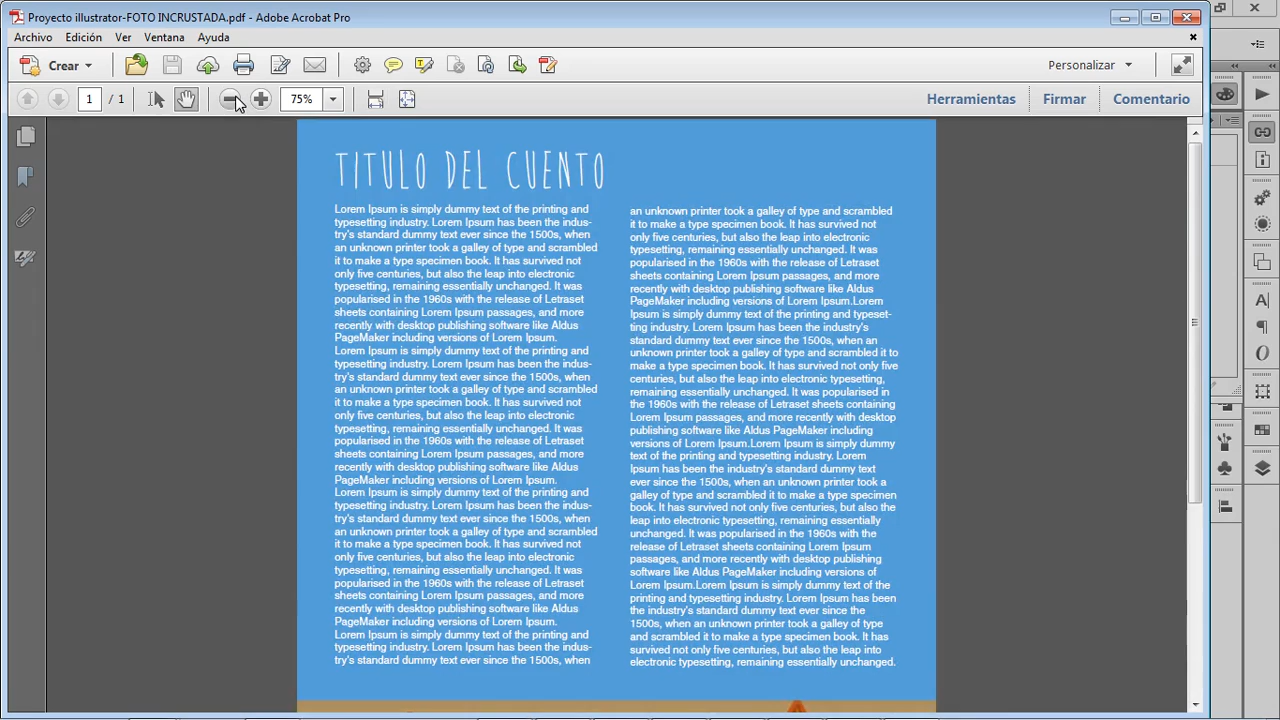 Proyecto illustrator-FOTO INCRUSTADA.pdf - Adobe Acrobat Pro
Archivo Edición Ver Ventana Ayuda
Crear Personalizar
1 / 1 75% Herramientas Firmar Comentario
TITULO DEL CUENTO
Lorem Ipsum is simply dummy text of the printing and
typesetting industry. Lorem Ipsum has been the indus-
try's standard dummy text ever since the 1500s, when
an unknown printer took a galley of type and scrambled
it to make a type specimen book. It has survived not
only five centuries, but also the leap into electronic
typesetting, remaining essentially unchanged. It was
popularised in the 1960s with the release of Letraset
sheets containing Lorem Ipsum passages, and more
recently with desktop publishing software like Aldus
PageMaker including versions of Lorem Ipsum.
Lorem Ipsum is simply dummy text of the printing and
typesetting industry. Lorem Ipsum has been the indus-
try's standard dummy text ever since the 1500s, when
an unknown printer took a galley of type and scrambled
it to make a type specimen book. It has survived not
only five centuries, but also the leap into electronic
typesetting, remaining essentially unchanged. It was
popularised in the 1960s with the release of Letraset
sheets containing Lorem Ipsum passages, and more
recently with desktop publishing software like Aldus
PageMaker including versions of Lorem Ipsum.
Lorem Ipsum is simply dummy text of the printing and
typesetting industry. Lorem Ipsum has been the indus-
try's standard dummy text ever since the 1500s, when
an unknown printer took a galley of type and scrambled
it to make a type specimen book. It has survived not
only five centuries, but also the leap into electronic
typesetting, remaining essentially unchanged. It was
popularised in the 1960s with the release of Letraset
sheets containing Lorem Ipsum passages, and more
recently with desktop publishing software like Aldus
PageMaker including versions of Lorem Ipsum.
Lorem Ipsum is simply dummy text of the printing and
typesetting industry. Lorem Ipsum has been the indus-
try's standard dummy text ever since the 1500s, when
an unknown printer took a galley of type and scrambled
it to make a type specimen book. It has survived not
only five centuries, but also the leap into electronic
typesetting, remaining essentially unchanged. It was
popularised in the 1960s with the release of Letraset
sheets containing Lorem Ipsum passages, and more
recently with desktop publishing software like Aldus
PageMaker including versions of Lorem Ipsum.Lorem
Ipsum is simply dummy text of the printing and typeset-
ting industry. Lorem Ipsum has been the industry's
standard dummy text ever since the 1500s, when an
unknown printer took a galley of type and scrambled it to
make a type specimen book. It has survived not only five
centuries, but also the leap into electronic typesetting,
remaining essentially unchanged. It was popularised in
the 1960s with the release of Letraset sheets containing
Lorem Ipsum passages, and more recently with desktop
publishing software like Aldus PageMaker including
versions of Lorem Ipsum.Lorem Ipsum is simply dummy
text of the printing and typesetting industry. Lorem
Ipsum has been the industry's standard dummy text
ever since the 1500s, when an unknown printer took a
galley of type and scrambled it to make a type specimen
book. It has survived not only five centuries, but also the
leap into electronic typesetting, remaining essentially
unchanged. It was popularised in the 1960s with the
release of Letraset sheets containing Lorem Ipsum
passages, and more recently with desktop publishing
software like Aldus PageMaker including versions of
Lorem Ipsum.Lorem Ipsum is simply dummy text of the
printing and typesetting industry. Lorem Ipsum has been
the industry's standard dummy text ever since the
1500s, when an unknown printer took a galley of type
and scrambled it to make a type specimen book. It has
survived not only five centuries, but also the leap into
electronic typesetting, remaining essentially unchanged.